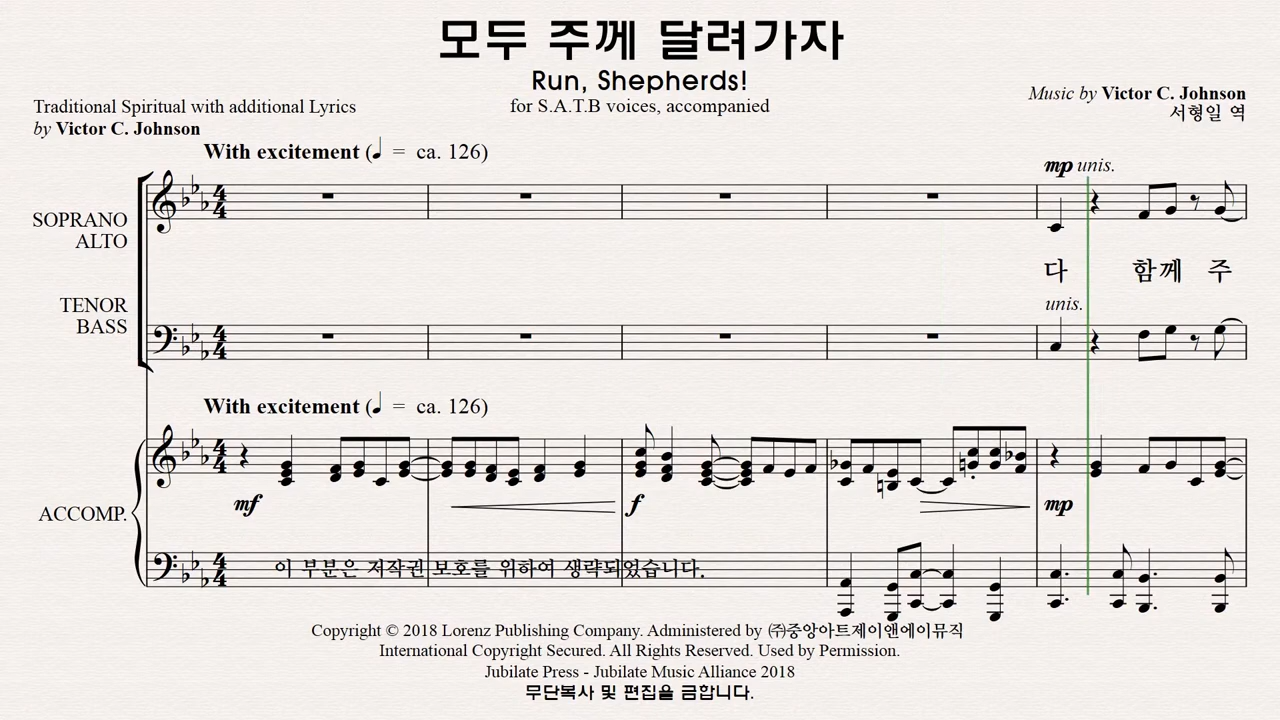 모두 주께 달려가자
Run, Shepherds!
for S.A.T.B voices, accompanied
Traditional Spiritual with additional Lyrics
by Victor C. Johnson
Music by Victor C. Johnson
서형일 역
With excitement (♩ = ca. 126)
mp unis.
SOPRANO
ALTO
다 함께 주
unis.
TENOR
BASS
With excitement (♩ = ca. 126)
mf f mp
ACCOMP.
이 부분은 저작권 보호를 위하여 생략되었습니다.
Copyright © 2018 Lorenz Publishing Company. Administered by ㈜중앙아트제이앤에이뮤직
International Copyright Secured. All Rights Reserved. Used by Permission.
Jubilate Press - Jubilate Music Alliance 2018
무단복사 및 편집을 금합니다.